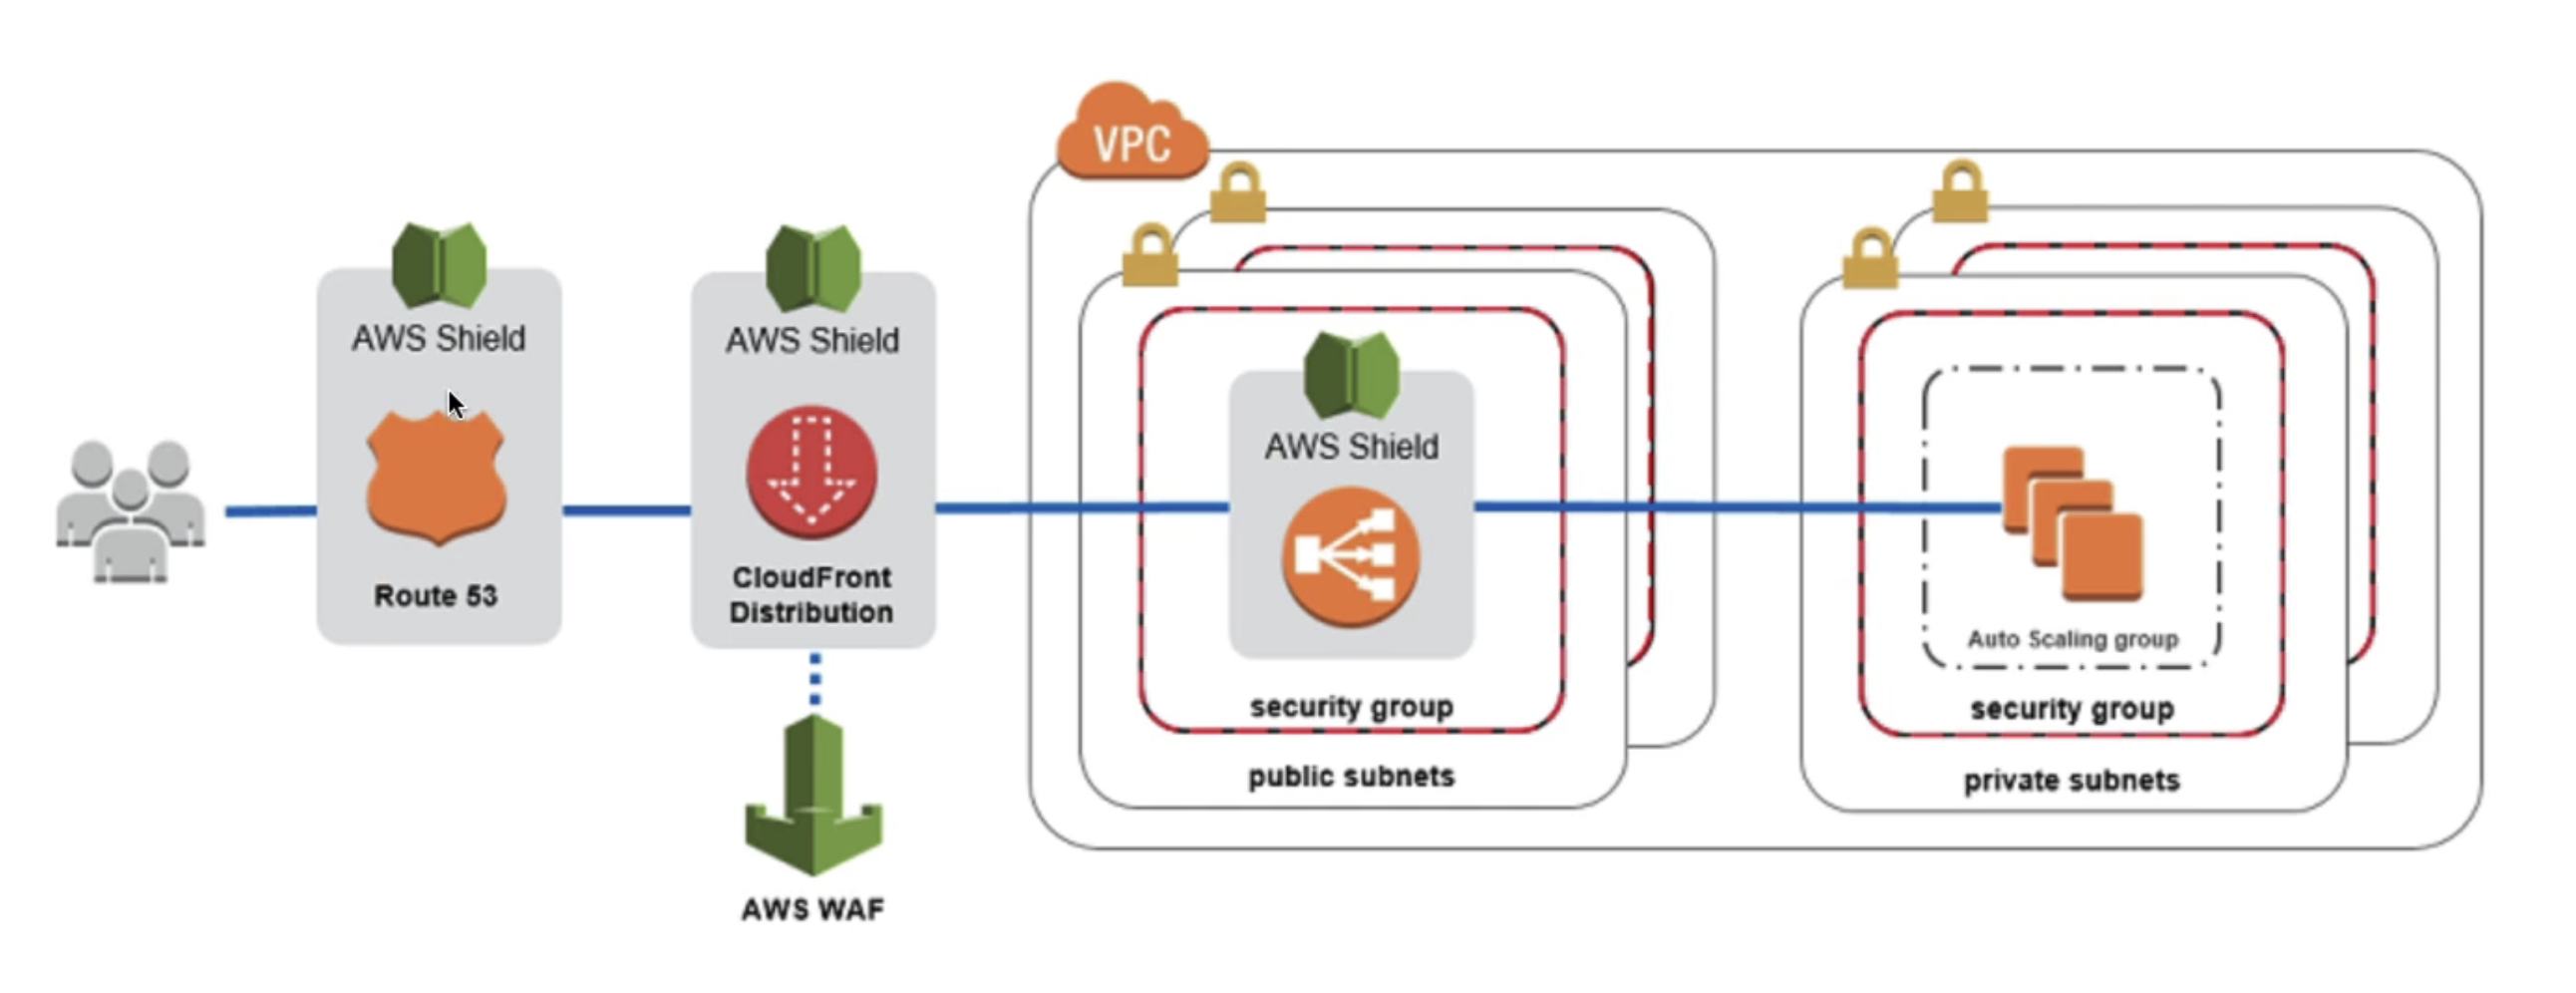 VPC
AWS Shield
Route 53
AWS Shield
CloudFront
Distribution
AWS WAF
AWS Shield
security group
public subnets
Auto Scaling group
security group
private subnets